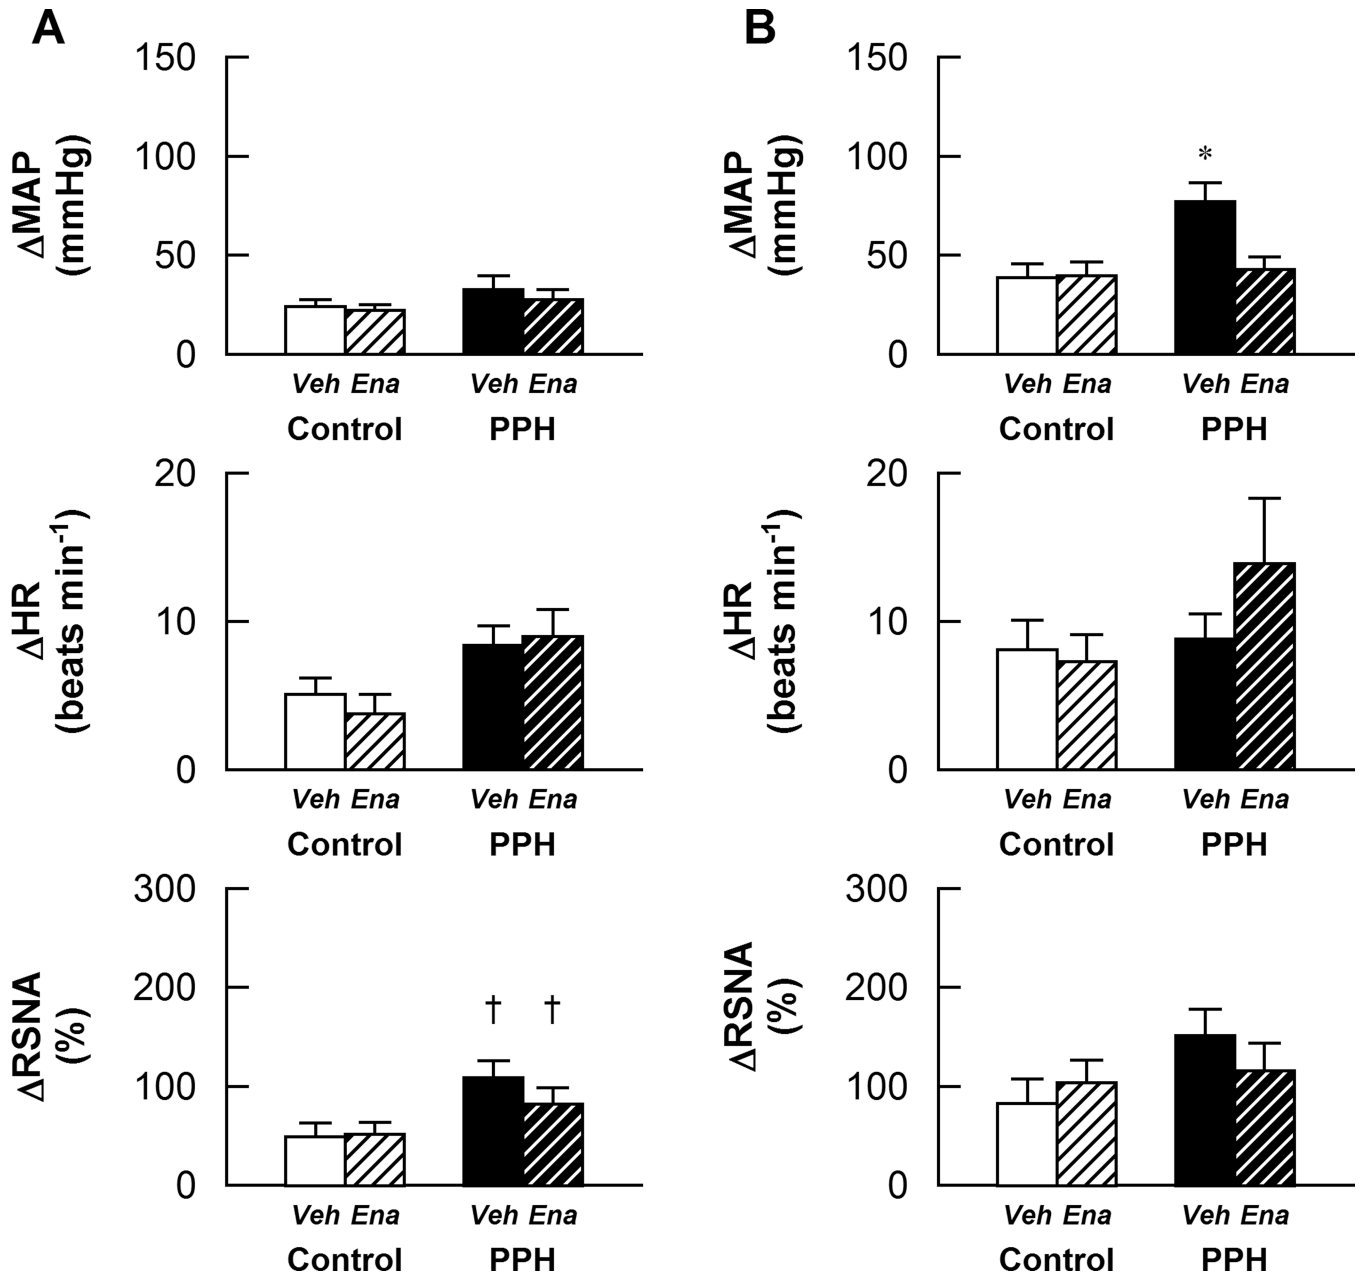 A
B
ΔMAP
(mmHg)
150
100
50
0
Veh Ena
Veh Ena
Control
PPH
ΔMAP
(mmHg)
150
100
50
0
*
Veh Ena
Veh Ena
Control
PPH
ΔHR
(beats min-1)
20
10
0
Veh Ena
Veh Ena
Control
PPH
ΔHR
(beats min-1)
20
10
0
Veh Ena
Veh Ena
Control
PPH
ΔRSNA
(%)
300
200
100
0
† †
Veh Ena
Veh Ena
Control
PPH
ΔRSNA
(%)
300
200
100
0
Veh Ena
Veh Ena
Control
PPH